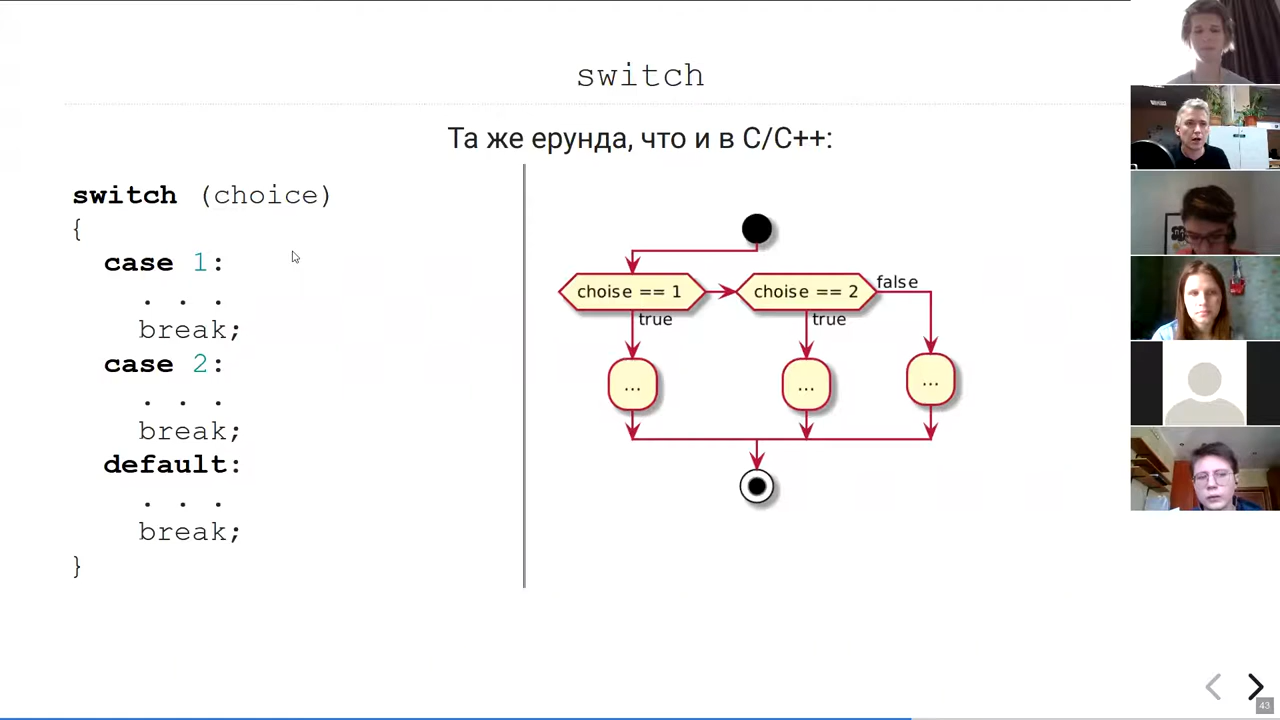 switch
Та же ерунда, что и в C/C++:
switch (choice)
{
case 1:
. . .
break;
case 2:
. . .
break;
default:
. . .
break;
}
choise == 1
choise == 2
false
true
true
...
...
...
43